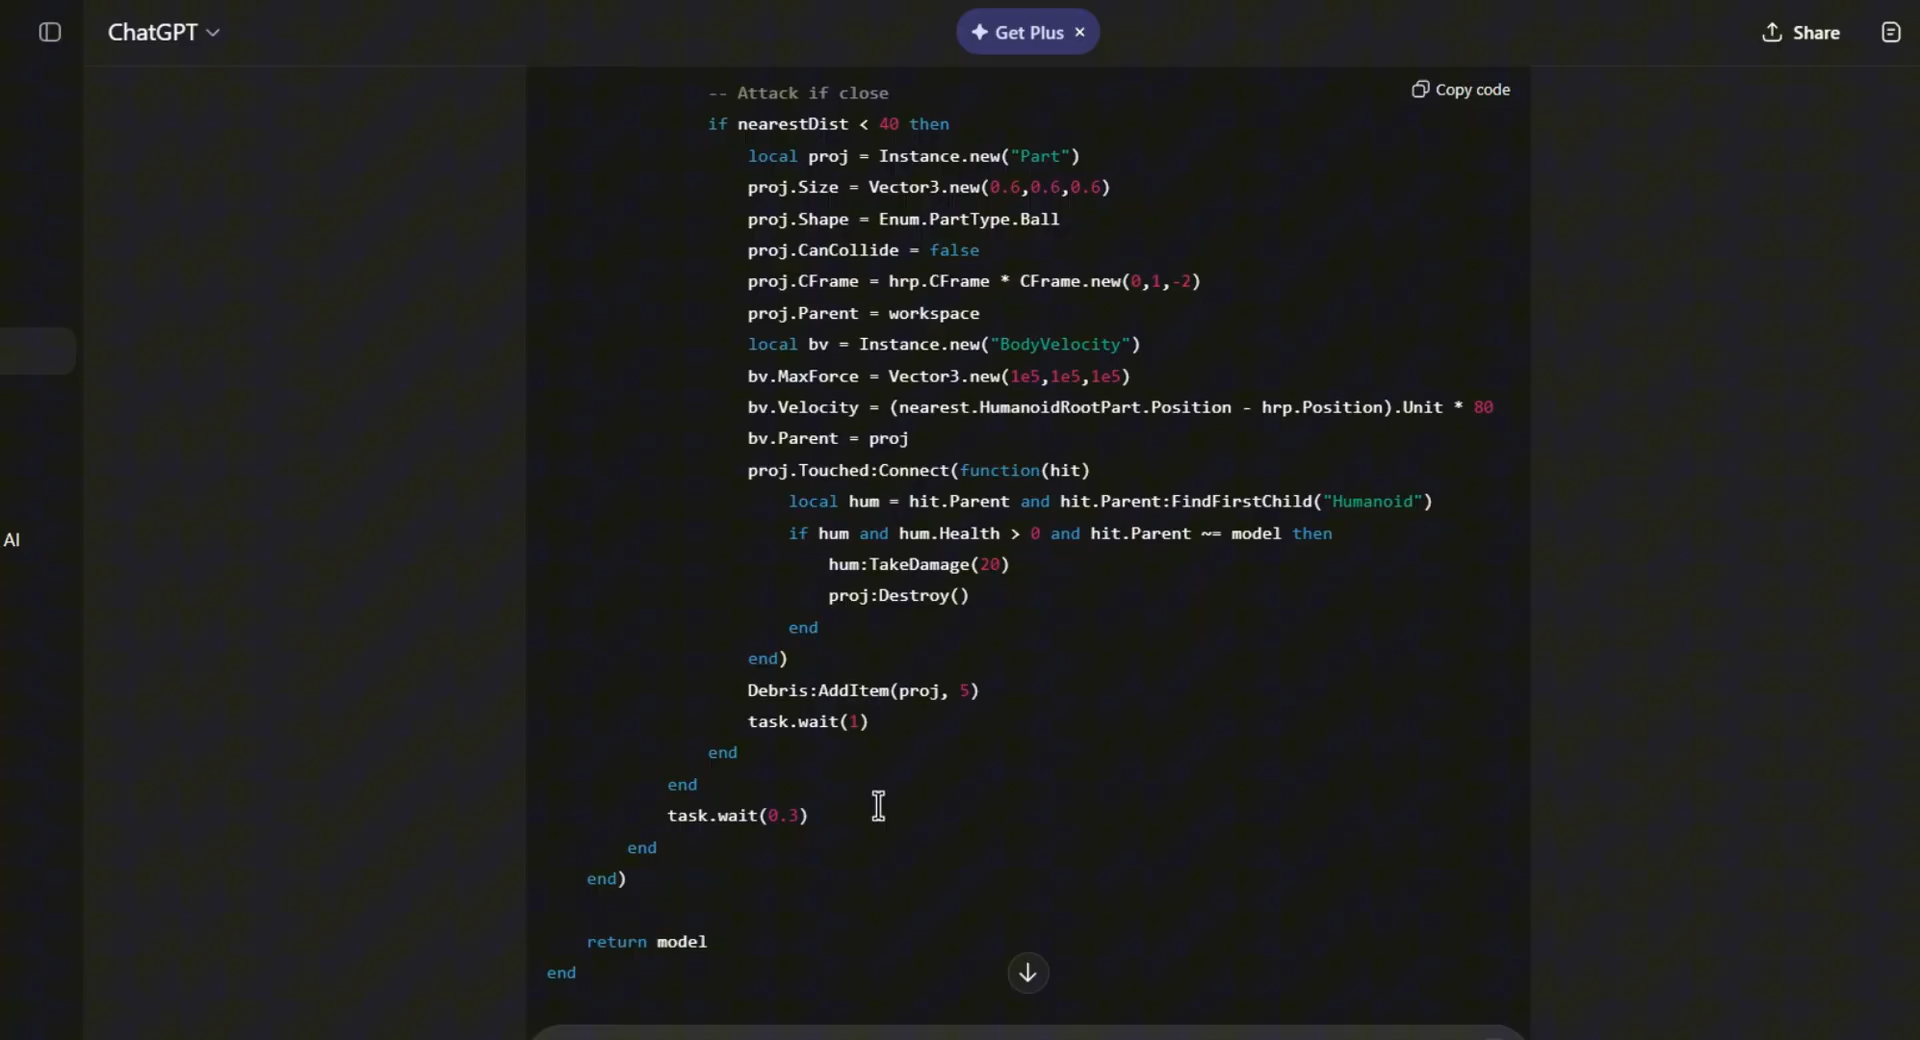 ChatGPT
Get Plus ×
Share
Copy code
-- Attack if close
if nearestDist < 40 then
local proj = Instance.new("Part")
proj.Size = Vector3.new(0.6,0.6,0.6)
proj.Shape = Enum.PartType.Ball
proj.CanCollide = false
proj.CFrame = hrp.CFrame * CFrame.new(0,1,-2)
proj.Parent = workspace
local bv = Instance.new("BodyVelocity")
bv.MaxForce = Vector3.new(1e5,1e5,1e5)
bv.Velocity = (nearest.HumanoidRootPart.Position - hrp.Position).Unit * 80
bv.Parent = proj
proj.Touched:Connect(function(hit)
local hum = hit.Parent and hit.Parent:FindFirstChild("Humanoid")
if hum and hum.Health > 0 and hit.Parent ~= model then
hum:TakeDamage(20)
proj:Destroy()
end
end)
Debris:AddItem(proj, 5)
task.wait(1)
end
end
task.wait(0.3)
end
end)
return model
end
AI